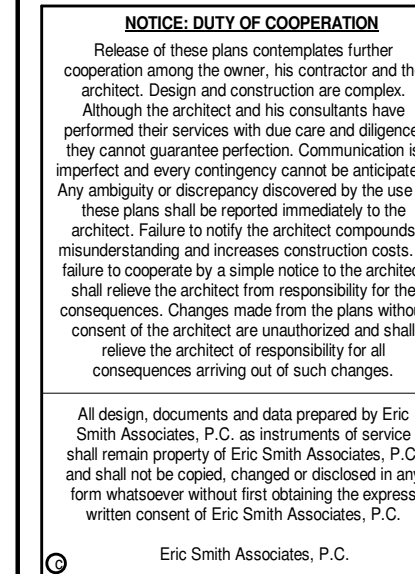 NOTICE: DUTY OF COOPERATION
Release of these plans contemplates further
cooperation among the owner, his contractor and th
architect. Design and construction are complex.
Although the architect and his consultants have
performed their services with due care and diligence
they cannot guarantee perfection. Communication is
imperfect and every contingency cannot be anticipate
Any ambiguity or discrepancy discovered by the use
these plans shall be reported immediately to the
architect. Failure to notify the architect compounds
misunderstanding and increases construction costs.
failure to cooperate by a simple notice to the architec
shall relieve the architect from responsibility for the
consequences. Changes made from the plans withou
consent of the architect are unauthorized and shall
relieve the architect of responsibility for all
consequences arriving out of such changes.
All design, documents and data prepared by Eric
Smith Associates, P.C. as instruments of service
shall remain property of Eric Smith Associates, P.C
and shall not be copied, changed or disclosed in any
form whatsoever without first obtaining the express
written consent of Eric Smith Associates, P.C.
© Eric Smith Associates, P.C.